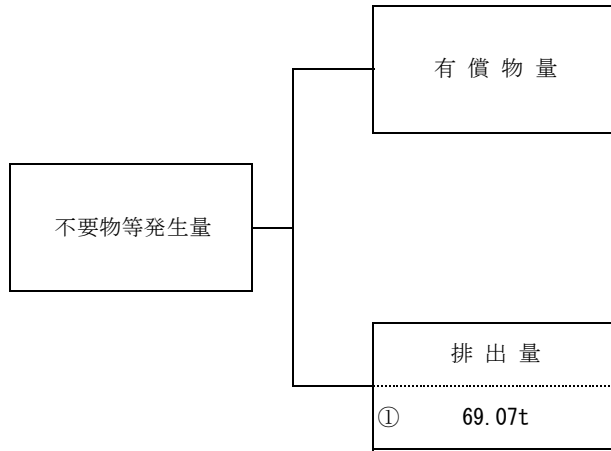 有 償 物 量
不要物等発生量
排 出 量
① 69.07t